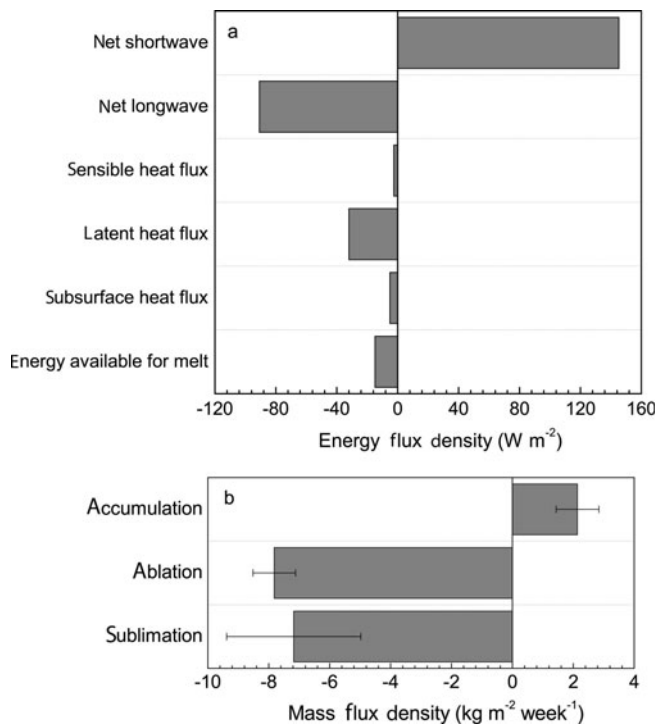 a
Net shortwave
Net longwave
Sensible heat flux
Latent heat flux
Subsurface heat flux
Energy available for melt
-120 -80 -40 0 40 80 120 160
Energy flux density (W m⁻²)
b
Accumulation
Ablation
Sublimation
-10 -8 -6 -4 -2 0 2 4
Mass flux density (kg m⁻² week⁻¹)